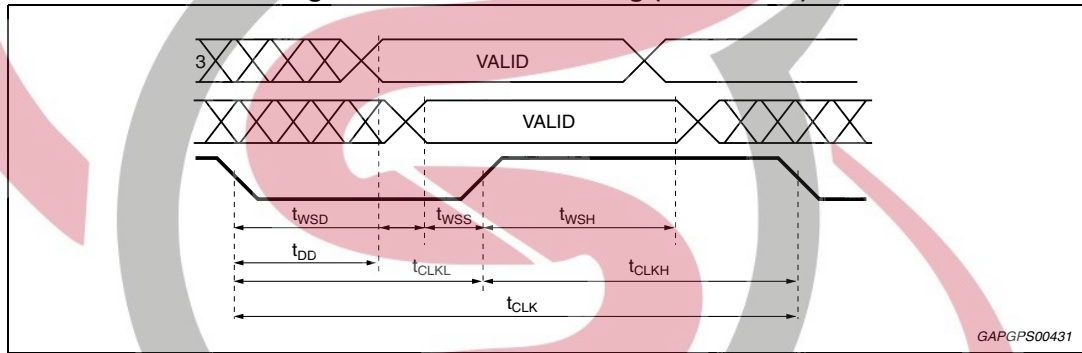 3
VALID
VALID
tWSD tWSS tWSH
tDD tCLKL tCLKH
tCLK
GAPGPS00431